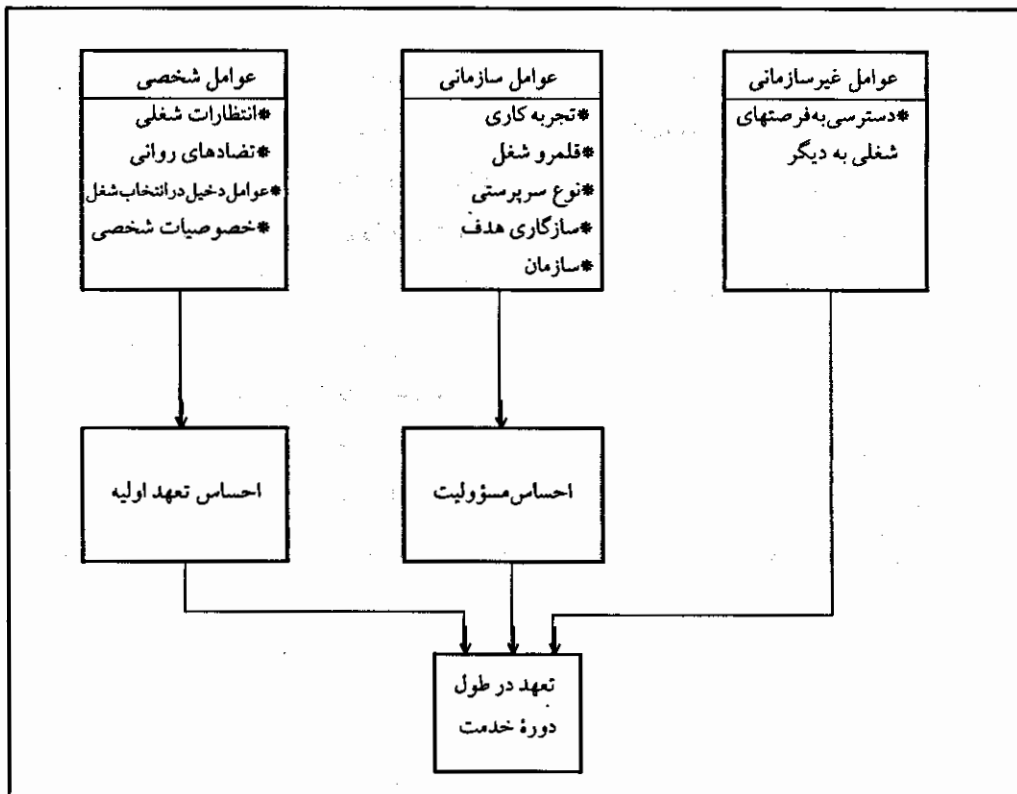 عوامل غیرسازمانی
*دسترسی به فرصتهای
شغلی به دیگر
عوامل سازمانی
*تجربه کاری
*قلمرو شغل
*نوع سرپرستی
*سازگاری هدف
*سازمان
عوامل شخصی
*انتظارات شغلی
*تضادهای روانی
*عوامل دخیل در انتخاب شغل
*خصوصیات شخصی
احساس مسؤولیت
احساس تعهد اولیه
تعهد در طول
دورهٔ خدمت